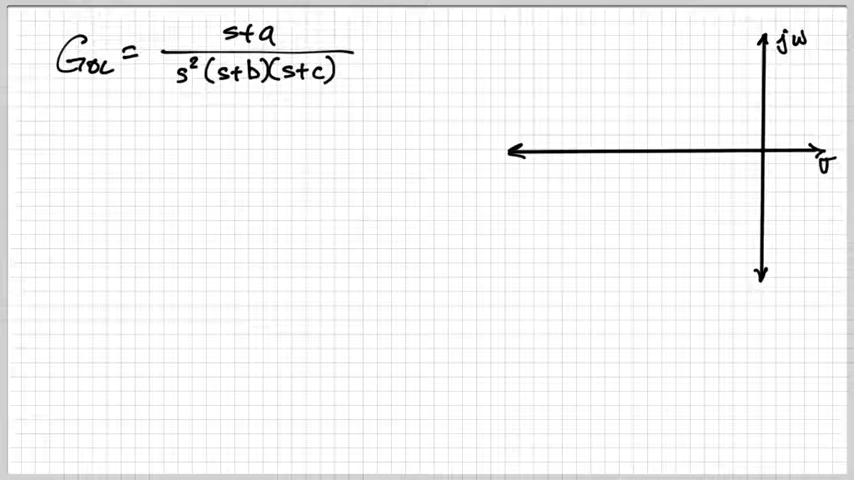 G_OL = s+a
s²(s+b)(s+c)
jω
σ